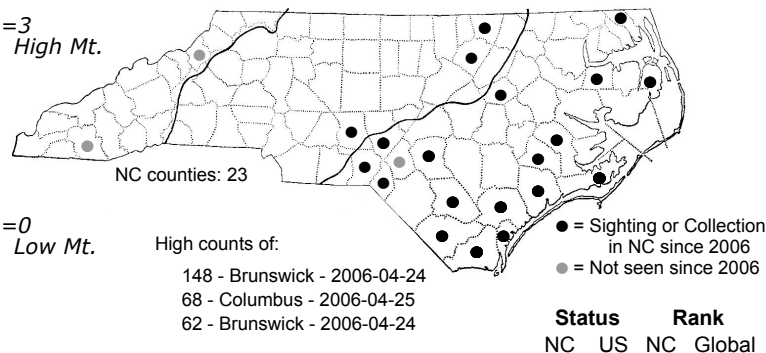 =3
High Mt.
NC counties: 23
=0
Low Mt.
High counts of:
148 - Brunswick - 2006-04-24
68 - Columbus - 2006-04-25
62 - Brunswick - 2006-04-24
= Sighting or Collection
in NC since 2006
= Not seen since 2006
Status Rank
NC US NC Global